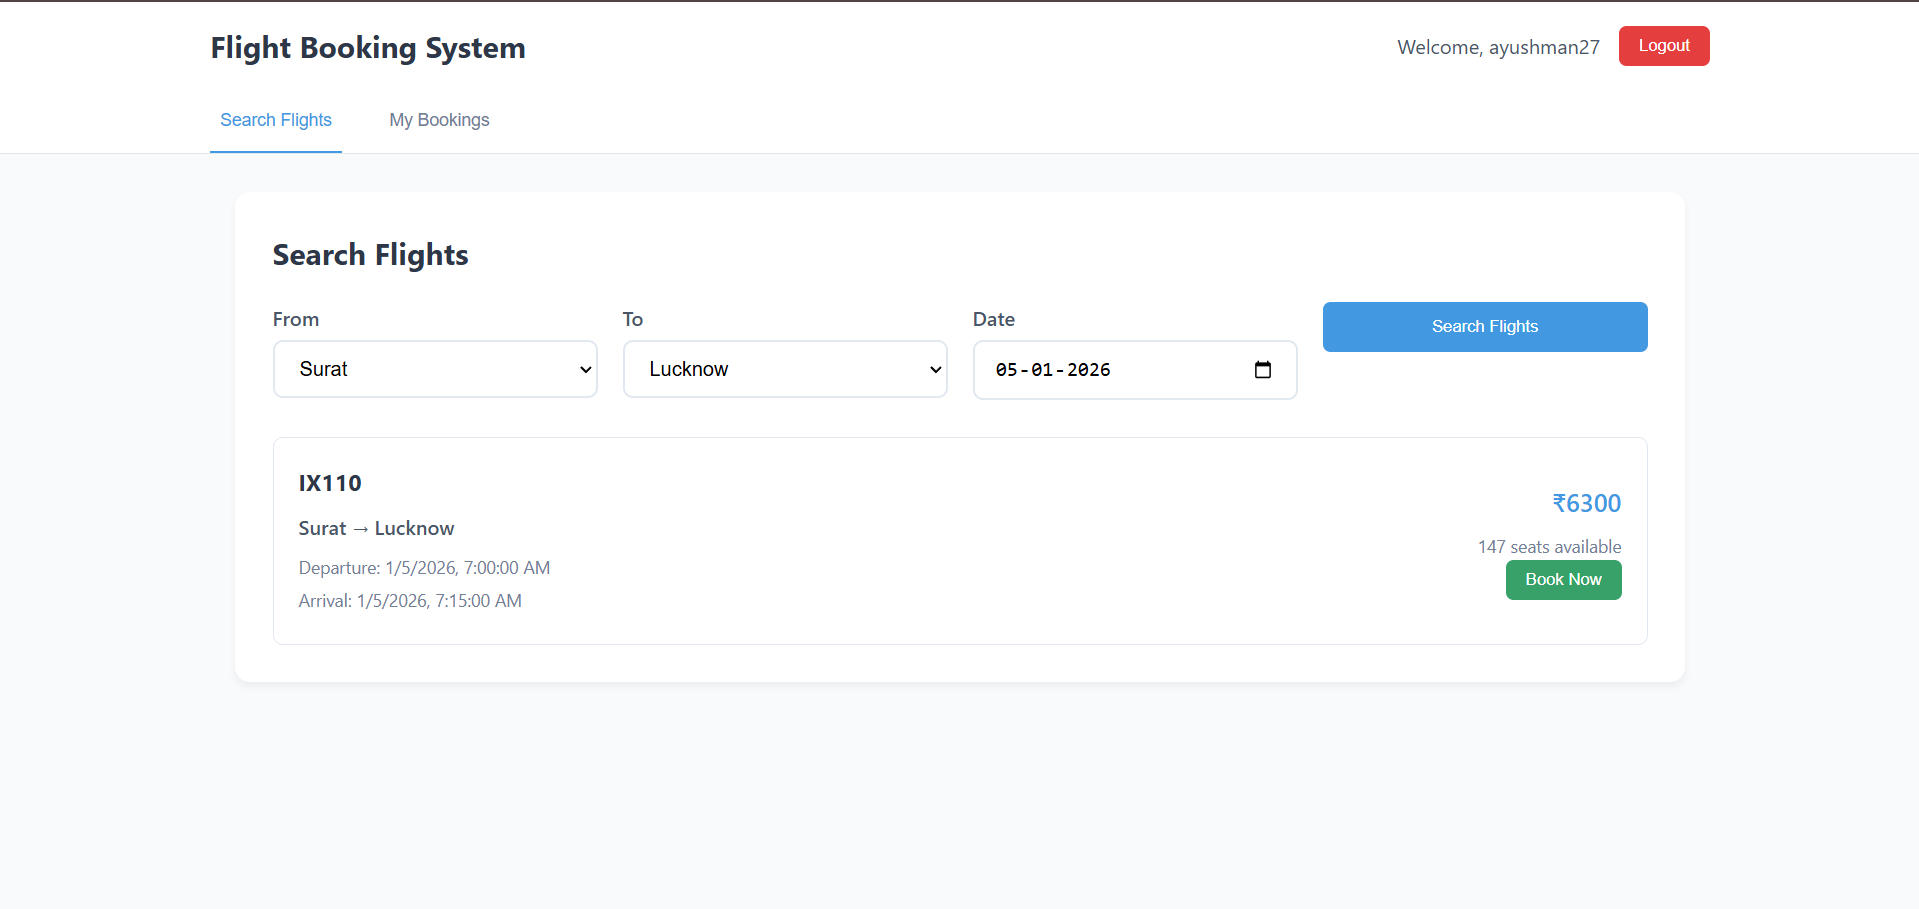 Flight Booking System
Welcome, ayushman27
Logout
Search Flights
My Bookings
Search Flights
From
To
Date
Search Flights
Surat
Lucknow
05-01-2026
IX110
Surat → Lucknow
Departure: 1/5/2026, 7:00:00 AM
Arrival: 1/5/2026, 7:15:00 AM
₹6300
147 seats available
Book Now